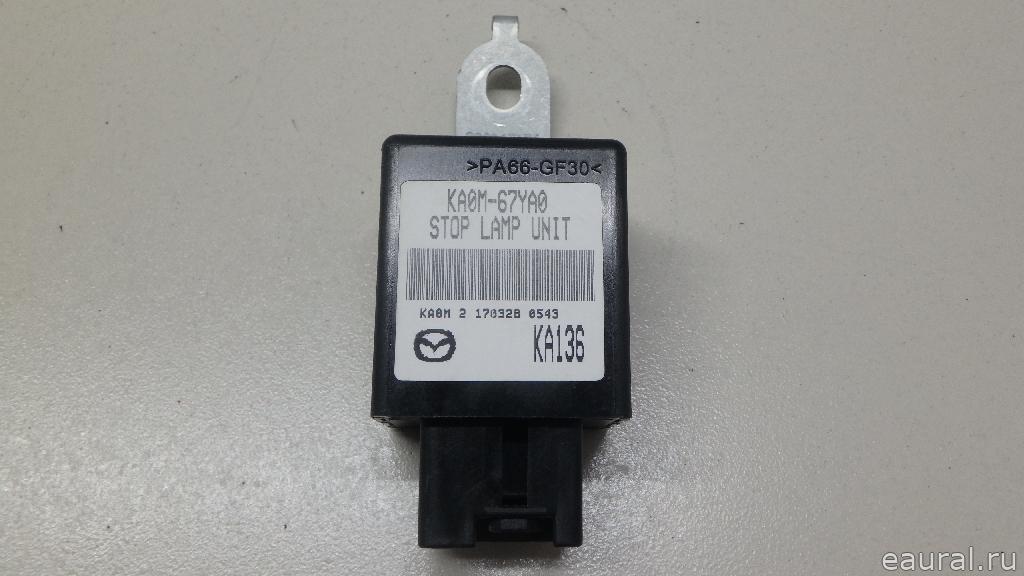 >PA66-GF30<
KA0M-67YA0
STOP LAMP UNIT
KA0M 2 170328 0543
KA136
eaural.ru